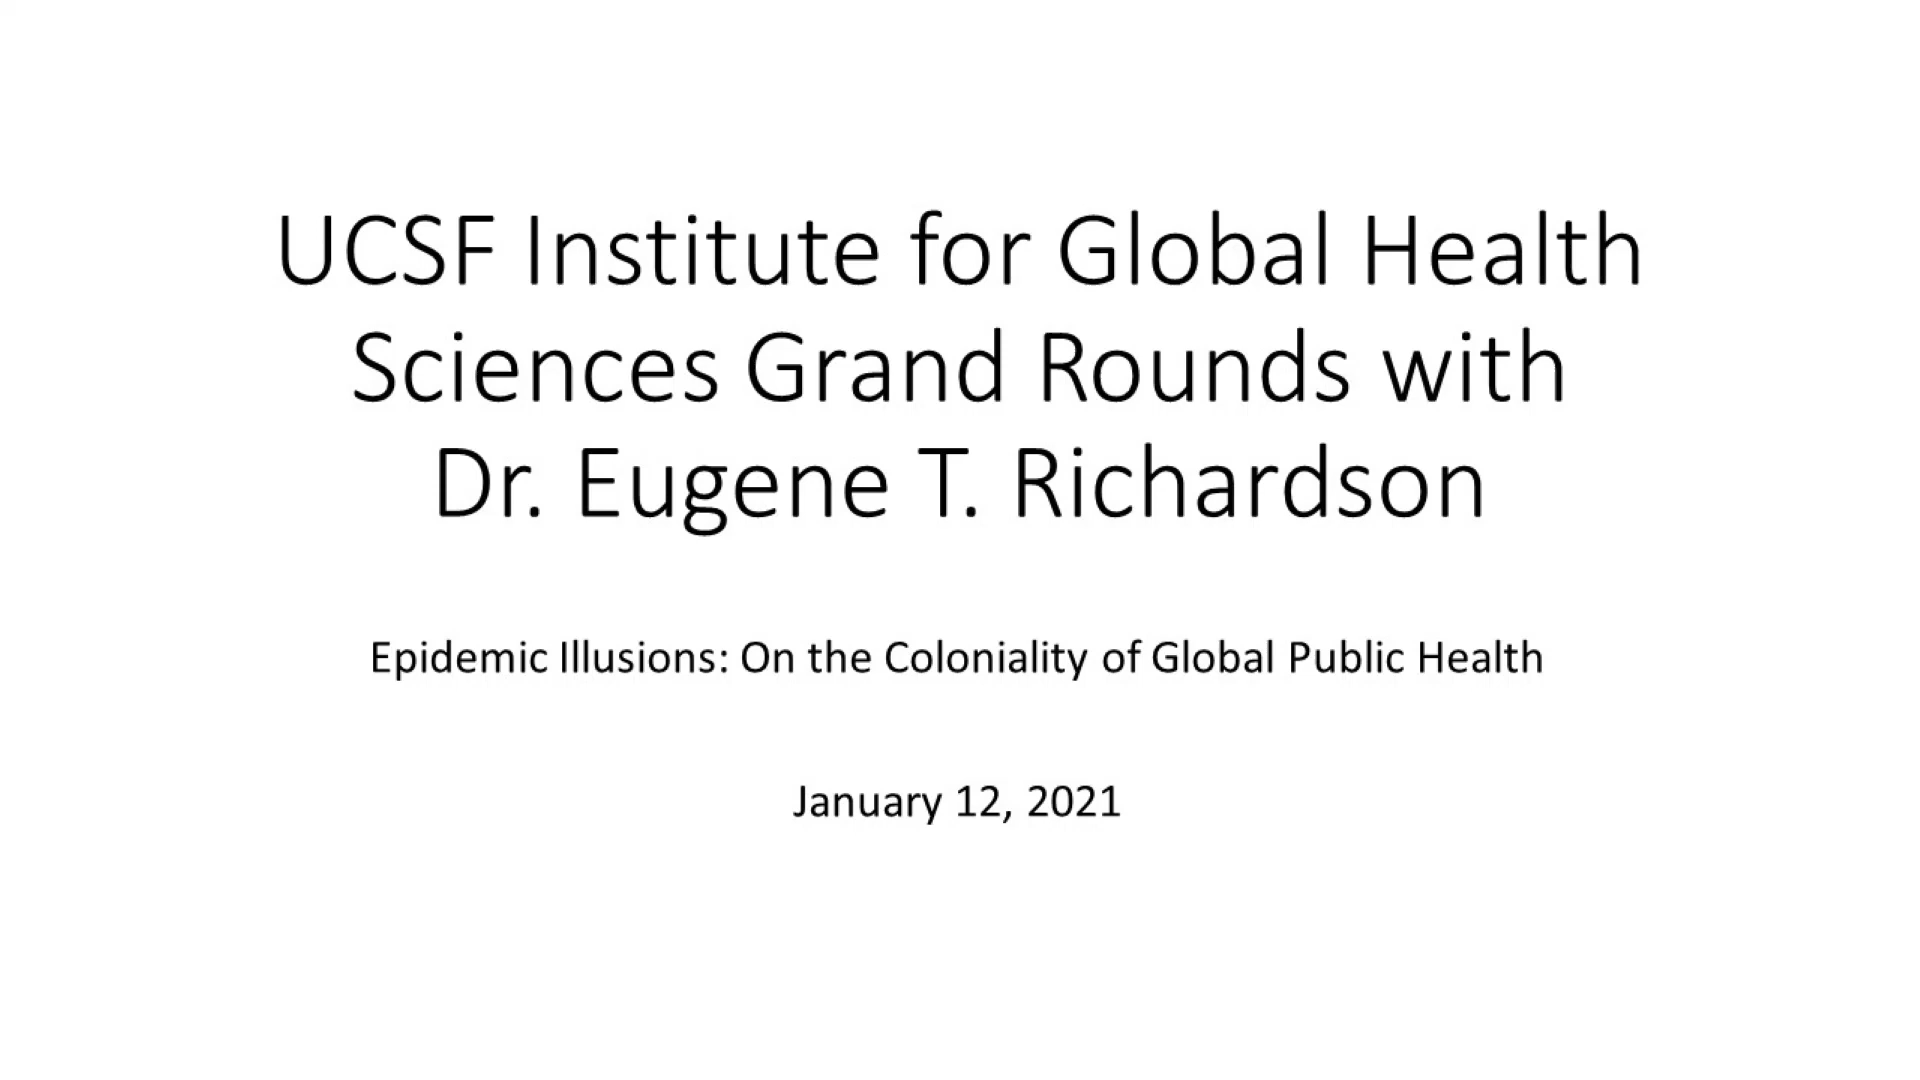 UCSF Institute for Global Health
Sciences Grand Rounds with
Dr. Eugene T. Richardson
Epidemic Illusions: On the Coloniality of Global Public Health
January 12, 2021